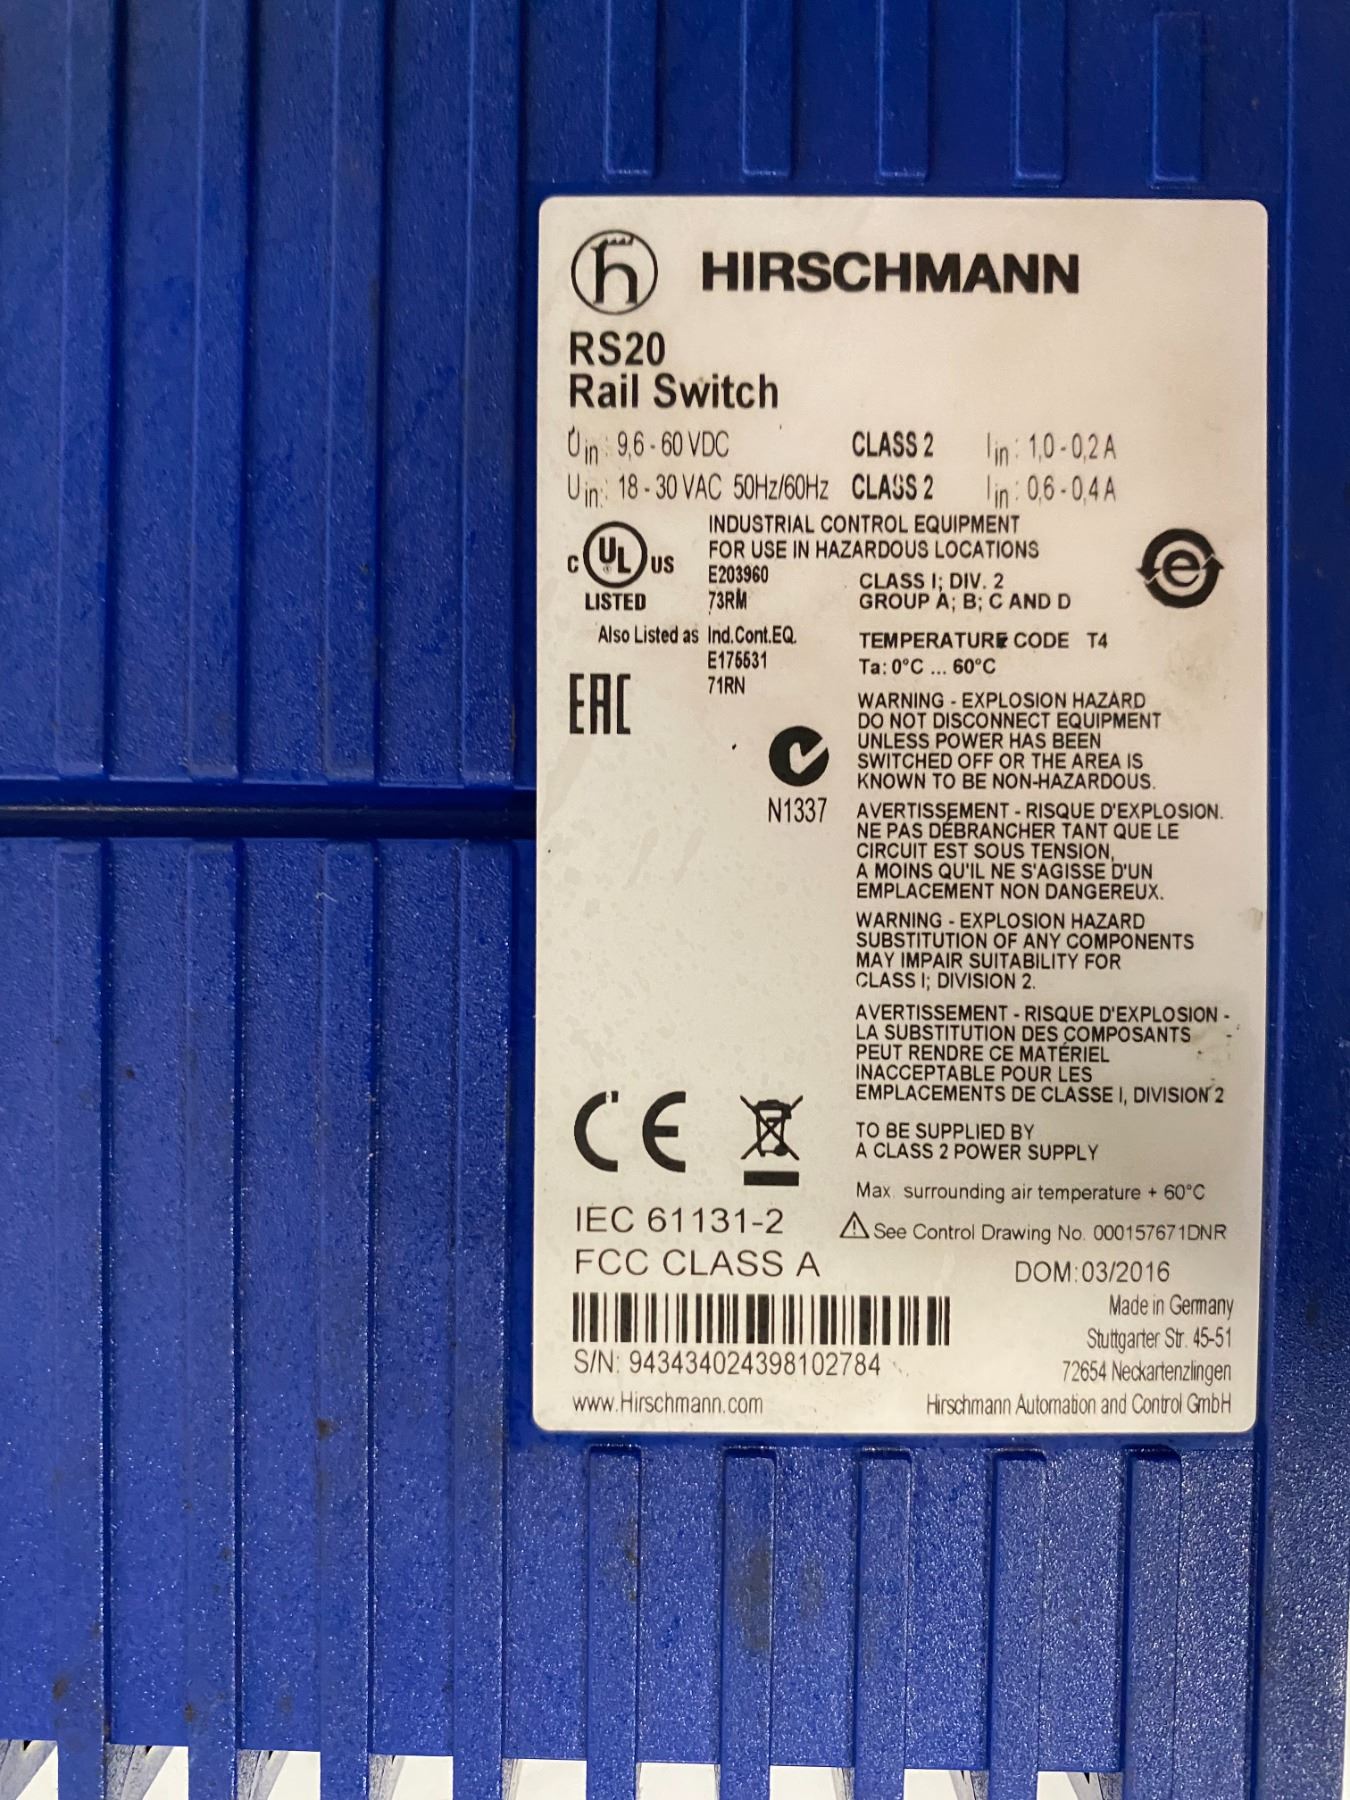 HIRSCHMANN
RS20
Rail Switch
Uin: 9,6 - 60 VDC CLASS 2 Iin: 1,0 - 0,2 A
Uin: 18 - 30 VAC 50Hz/60Hz CLASS 2 Iin: 0,6 - 0,4 A
INDUSTRIAL CONTROL EQUIPMENT
FOR USE IN HAZARDOUS LOCATIONS
C UL US
LISTED
E203960
73RM
CLASS I; DIV. 2
GROUP A; B; C AND D
e
Also Listed as Ind.Cont.EQ.
E175531
71RN
TEMPERATURE CODE T4
Ta: 0°C ... 60°C
EAC
N1337
WARNING - EXPLOSION HAZARD
DO NOT DISCONNECT EQUIPMENT
UNLESS POWER HAS BEEN
SWITCHED OFF OR THE AREA IS
KNOWN TO BE NON-HAZARDOUS.
AVERTISSEMENT - RISQUE D'EXPLOSION.
NE PAS DÉBRANCHER TANT QUE LE
CIRCUIT EST SOUS TENSION,
A MOINS QU'IL NE S'AGISSE D'UN
EMPLACEMENT NON DANGEREUX.
WARNING - EXPLOSION HAZARD
SUBSTITUTION OF ANY COMPONENTS
MAY IMPAIR SUITABILITY FOR
CLASS I; DIVISION 2.
AVERTISSEMENT - RISQUE D'EXPLOSION -
LA SUBSTITUTION DES COMPOSANTS
PEUT RENDRE CE MATÉRIEL
INACCEPTABLE POUR LES
EMPLACEMENTS DE CLASSE I, DIVISION 2
TO BE SUPPLIED BY
A CLASS 2 POWER SUPPLY
Max. surrounding air temperature + 60°C
See Control Drawing No. 000157671DNR
CE
IEC 61131-2
FCC CLASS A
DOM:03/2016
S/N: 943434024398102784
www.Hirschmann.com
Made in Germany
Stuttgarter Str. 45-51
72654 Neckartenzlingen
Hirschmann Automation and Control GmbH